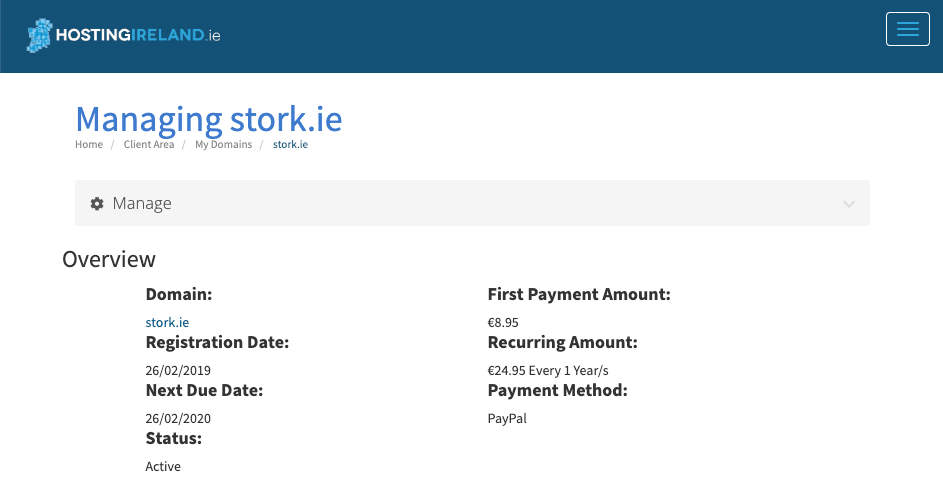 HOSTINGIRELAND.ie
Managing stork.ie
Home / Client Area / My Domains / stork.ie
Manage
Overview
Domain:
stork.ie
Registration Date:
26/02/2019
Next Due Date:
26/02/2020
Status:
Active
First Payment Amount:
€8.95
Recurring Amount:
€24.95 Every 1 Year/s
Payment Method:
PayPal